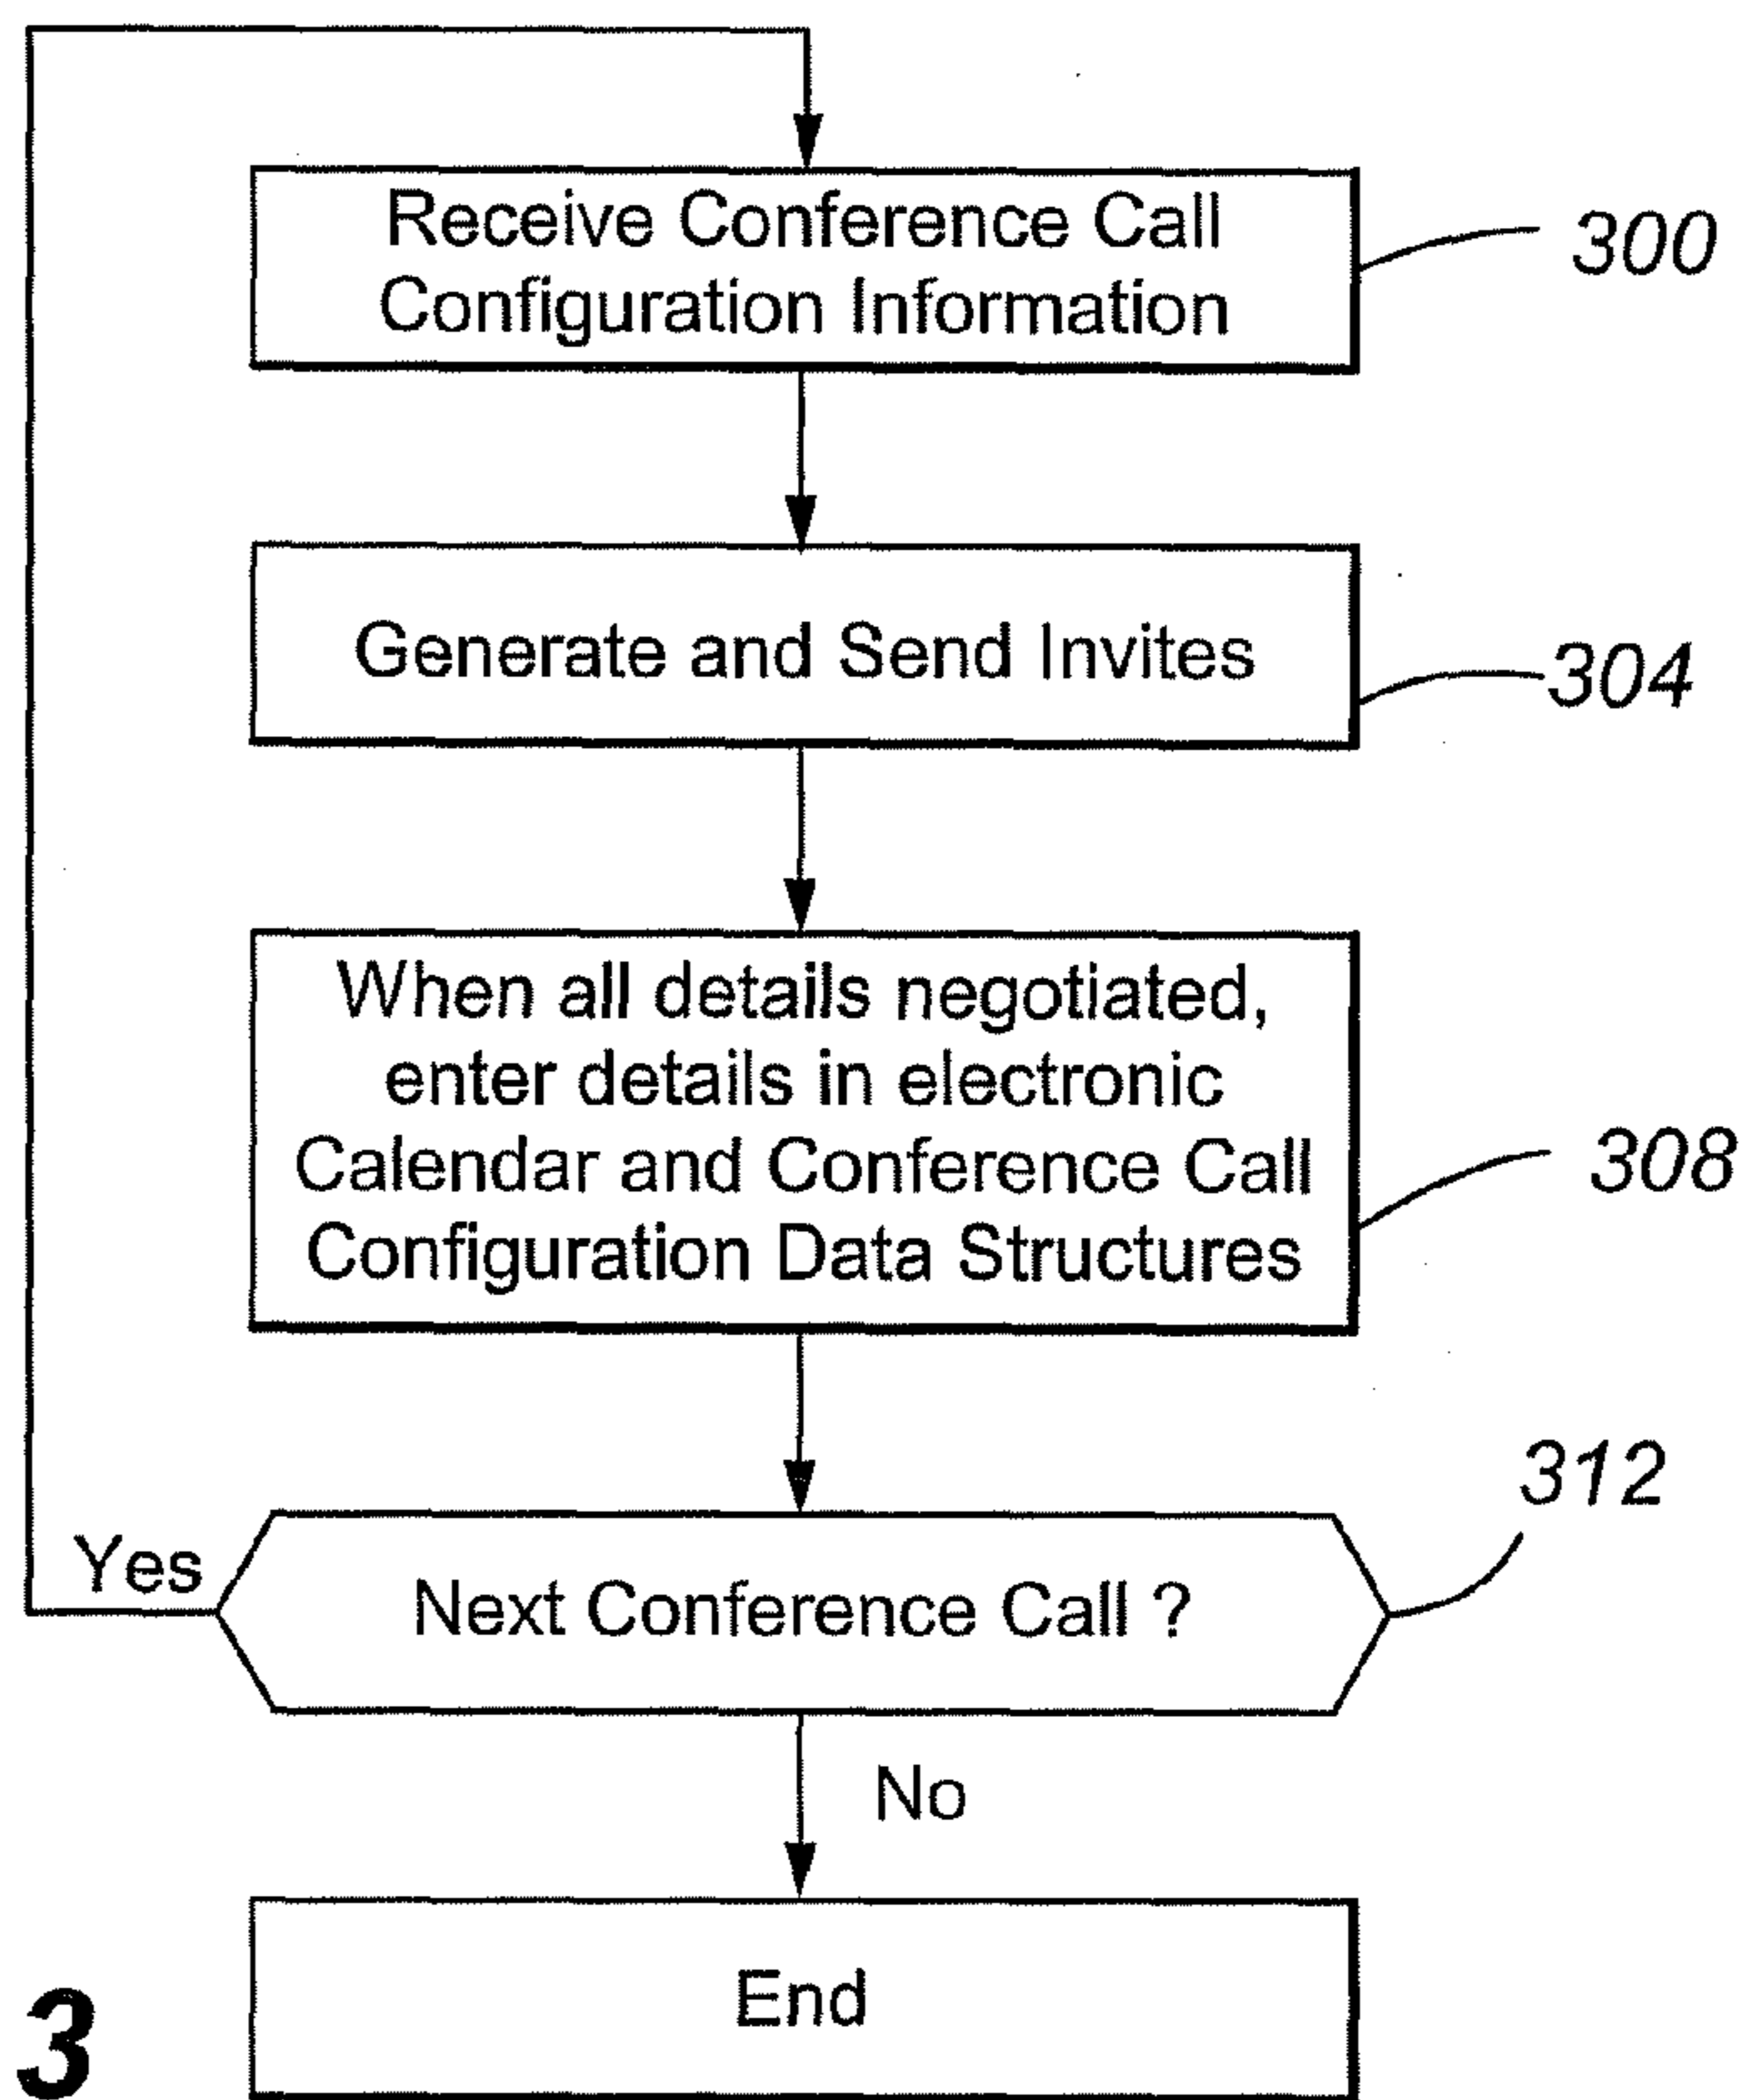 Receive Conference Call
Configuration Information
300
Generate and Send Invites
304
When all details negotiated,
enter details in electronic
Calendar and Conference Call
Configuration Data Structures
308
312
Yes
Next Conference Call ?
No
End
3